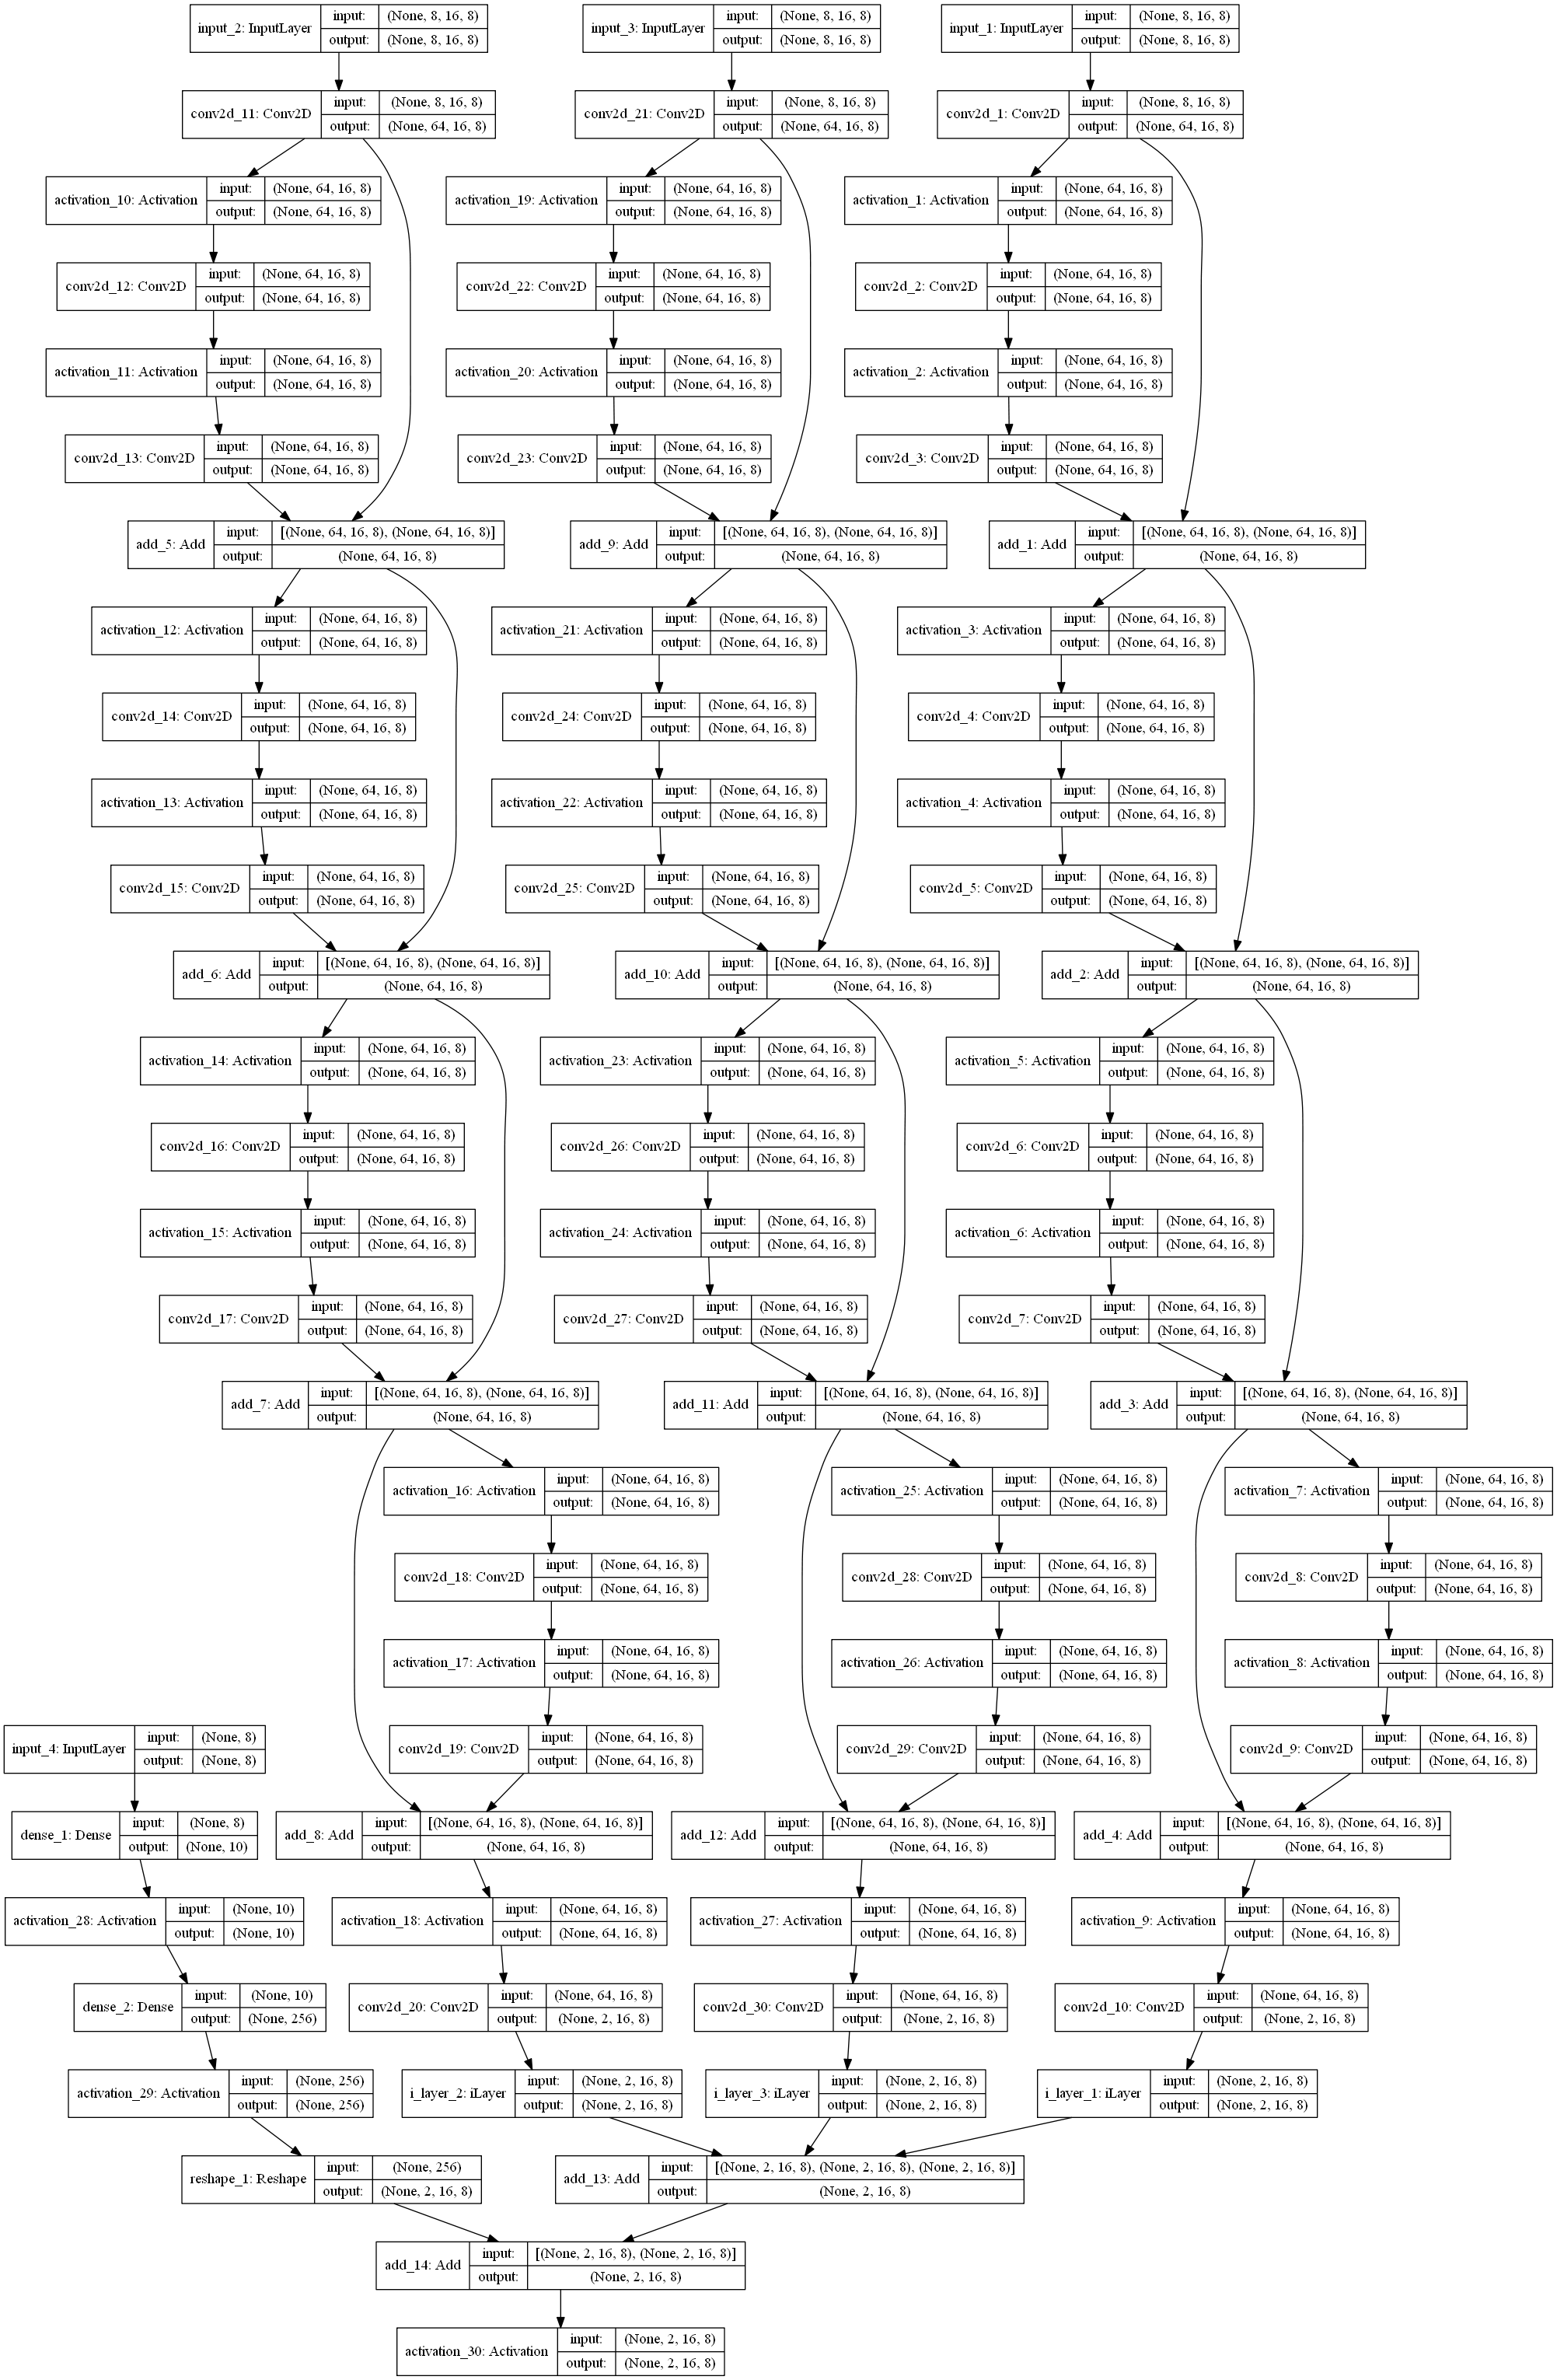 input_2: InputLayer
input: (None, 8, 16, 8)
output: (None, 8, 16, 8)
input_3: InputLayer
input: (None, 8, 16, 8)
output: (None, 8, 16, 8)
input_1: InputLayer
input: (None, 8, 16, 8)
output: (None, 8, 16, 8)
conv2d_11: Conv2D
input: (None, 8, 16, 8)
output: (None, 64, 16, 8)
conv2d_21: Conv2D
input: (None, 8, 16, 8)
output: (None, 64, 16, 8)
conv2d_1: Conv2D
input: (None, 8, 16, 8)
output: (None, 64, 16, 8)
activation_10: Activation
input: (None, 64, 16, 8)
output: (None, 64, 16, 8)
activation_19: Activation
input: (None, 64, 16, 8)
output: (None, 64, 16, 8)
activation_1: Activation
input: (None, 64, 16, 8)
output: (None, 64, 16, 8)
conv2d_12: Conv2D
input: (None, 64, 16, 8)
output: (None, 64, 16, 8)
conv2d_22: Conv2D
input: (None, 64, 16, 8)
output: (None, 64, 16, 8)
conv2d_2: Conv2D
input: (None, 64, 16, 8)
output: (None, 64, 16, 8)
activation_11: Activation
input: (None, 64, 16, 8)
output: (None, 64, 16, 8)
activation_20: Activation
input: (None, 64, 16, 8)
output: (None, 64, 16, 8)
activation_2: Activation
input: (None, 64, 16, 8)
output: (None, 64, 16, 8)
conv2d_13: Conv2D
input: (None, 64, 16, 8)
output: (None, 64, 16, 8)
conv2d_23: Conv2D
input: (None, 64, 16, 8)
output: (None, 64, 16, 8)
conv2d_3: Conv2D
input: (None, 64, 16, 8)
output: (None, 64, 16, 8)
add_5: Add
input: [(None, 64, 16, 8), (None, 64, 16, 8)]
output: (None, 64, 16, 8)
add_9: Add
input: [(None, 64, 16, 8), (None, 64, 16, 8)]
output: (None, 64, 16, 8)
add_1: Add
input: [(None, 64, 16, 8), (None, 64, 16, 8)]
output: (None, 64, 16, 8)
activation_12: Activation
input: (None, 64, 16, 8)
output: (None, 64, 16, 8)
activation_21: Activation
input: (None, 64, 16, 8)
output: (None, 64, 16, 8)
activation_3: Activation
input: (None, 64, 16, 8)
output: (None, 64, 16, 8)
conv2d_14: Conv2D
input: (None, 64, 16, 8)
output: (None, 64, 16, 8)
conv2d_24: Conv2D
input: (None, 64, 16, 8)
output: (None, 64, 16, 8)
conv2d_4: Conv2D
input: (None, 64, 16, 8)
output: (None, 64, 16, 8)
activation_13: Activation
input: (None, 64, 16, 8)
output: (None, 64, 16, 8)
activation_22: Activation
input: (None, 64, 16, 8)
output: (None, 64, 16, 8)
activation_4: Activation
input: (None, 64, 16, 8)
output: (None, 64, 16, 8)
conv2d_15: Conv2D
input: (None, 64, 16, 8)
output: (None, 64, 16, 8)
conv2d_25: Conv2D
input: (None, 64, 16, 8)
output: (None, 64, 16, 8)
conv2d_5: Conv2D
input: (None, 64, 16, 8)
output: (None, 64, 16, 8)
add_6: Add
input: [(None, 64, 16, 8), (None, 64, 16, 8)]
output: (None, 64, 16, 8)
add_10: Add
input: [(None, 64, 16, 8), (None, 64, 16, 8)]
output: (None, 64, 16, 8)
add_2: Add
input: [(None, 64, 16, 8), (None, 64, 16, 8)]
output: (None, 64, 16, 8)
activation_14: Activation
input: (None, 64, 16, 8)
output: (None, 64, 16, 8)
activation_23: Activation
input: (None, 64, 16, 8)
output: (None, 64, 16, 8)
activation_5: Activation
input: (None, 64, 16, 8)
output: (None, 64, 16, 8)
conv2d_16: Conv2D
input: (None, 64, 16, 8)
output: (None, 64, 16, 8)
conv2d_26: Conv2D
input: (None, 64, 16, 8)
output: (None, 64, 16, 8)
conv2d_6: Conv2D
input: (None, 64, 16, 8)
output: (None, 64, 16, 8)
activation_15: Activation
input: (None, 64, 16, 8)
output: (None, 64, 16, 8)
activation_24: Activation
input: (None, 64, 16, 8)
output: (None, 64, 16, 8)
activation_6: Activation
input: (None, 64, 16, 8)
output: (None, 64, 16, 8)
conv2d_17: Conv2D
input: (None, 64, 16, 8)
output: (None, 64, 16, 8)
conv2d_27: Conv2D
input: (None, 64, 16, 8)
output: (None, 64, 16, 8)
conv2d_7: Conv2D
input: (None, 64, 16, 8)
output: (None, 64, 16, 8)
add_7: Add
input: [(None, 64, 16, 8), (None, 64, 16, 8)]
output: (None, 64, 16, 8)
add_11: Add
input: [(None, 64, 16, 8), (None, 64, 16, 8)]
output: (None, 64, 16, 8)
add_3: Add
input: [(None, 64, 16, 8), (None, 64, 16, 8)]
output: (None, 64, 16, 8)
activation_16: Activation
input: (None, 64, 16, 8)
output: (None, 64, 16, 8)
activation_25: Activation
input: (None, 64, 16, 8)
output: (None, 64, 16, 8)
activation_7: Activation
input: (None, 64, 16, 8)
output: (None, 64, 16, 8)
conv2d_18: Conv2D
input: (None, 64, 16, 8)
output: (None, 64, 16, 8)
conv2d_28: Conv2D
input: (None, 64, 16, 8)
output: (None, 64, 16, 8)
conv2d_8: Conv2D
input: (None, 64, 16, 8)
output: (None, 64, 16, 8)
activation_17: Activation
input: (None, 64, 16, 8)
output: (None, 64, 16, 8)
activation_26: Activation
input: (None, 64, 16, 8)
output: (None, 64, 16, 8)
activation_8: Activation
input: (None, 64, 16, 8)
output: (None, 64, 16, 8)
input_4: InputLayer
input: (None, 8)
output: (None, 8)
conv2d_19: Conv2D
input: (None, 64, 16, 8)
output: (None, 64, 16, 8)
conv2d_29: Conv2D
input: (None, 64, 16, 8)
output: (None, 64, 16, 8)
conv2d_9: Conv2D
input: (None, 64, 16, 8)
output: (None, 64, 16, 8)
dense_1: Dense
input: (None, 8)
output: (None, 10)
add_8: Add
input: [(None, 64, 16, 8), (None, 64, 16, 8)]
output: (None, 64, 16, 8)
add_12: Add
input: [(None, 64, 16, 8), (None, 64, 16, 8)]
output: (None, 64, 16, 8)
add_4: Add
input: [(None, 64, 16, 8), (None, 64, 16, 8)]
output: (None, 64, 16, 8)
activation_28: Activation
input: (None, 10)
output: (None, 10)
activation_18: Activation
input: (None, 64, 16, 8)
output: (None, 64, 16, 8)
activation_27: Activation
input: (None, 64, 16, 8)
output: (None, 64, 16, 8)
activation_9: Activation
input: (None, 64, 16, 8)
output: (None, 64, 16, 8)
dense_2: Dense
input: (None, 10)
output: (None, 256)
conv2d_20: Conv2D
input: (None, 64, 16, 8)
output: (None, 2, 16, 8)
conv2d_30: Conv2D
input: (None, 64, 16, 8)
output: (None, 2, 16, 8)
conv2d_10: Conv2D
input: (None, 64, 16, 8)
output: (None, 2, 16, 8)
activation_29: Activation
input: (None, 256)
output: (None, 256)
i_layer_2: iLayer
input: (None, 2, 16, 8)
output: (None, 2, 16, 8)
i_layer_3: iLayer
input: (None, 2, 16, 8)
output: (None, 2, 16, 8)
i_layer_1: iLayer
input: (None, 2, 16, 8)
output: (None, 2, 16, 8)
reshape_1: Reshape
input: (None, 256)
output: (None, 2, 16, 8)
add_13: Add
input: [(None, 2, 16, 8), (None, 2, 16, 8), (None, 2, 16, 8)]
output: (None, 2, 16, 8)
add_14: Add
input: [(None, 2, 16, 8), (None, 2, 16, 8)]
output: (None, 2, 16, 8)
activation_30: Activation
input: (None, 2, 16, 8)
output: (None, 2, 16, 8)